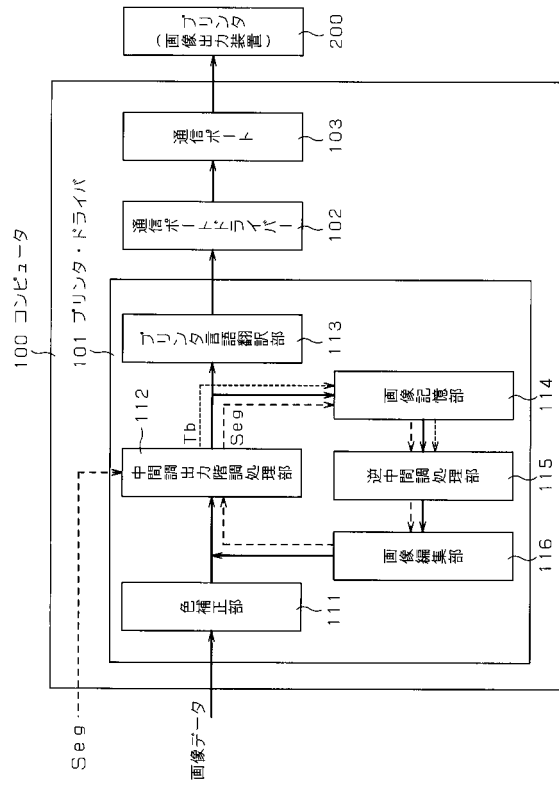 100 コンピュータ
101 プリンタ・ドライバ
Seg
画像データ
色補正部
111
中間調出力
階調処理部
112
Tb
Seg
プリンタ
言語翻訳部
113
画像記憶部
114
逆中間調処理部
115
画像編集部
116
通信ポートドライバー
102
通信ポート
103
プリンタ
(画像出力装置)
200